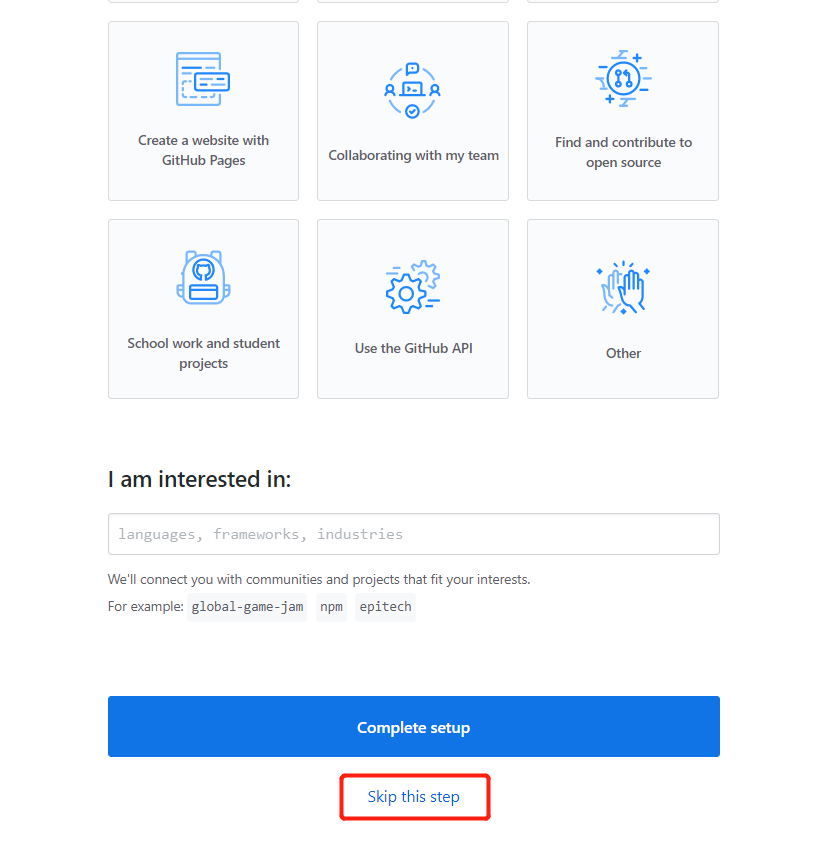 Create a website with
GitHub Pages
Collaborating with my team
Find and contribute to
open source
School work and student
projects
Use the GitHub API
Other
I am interested in:
languages, frameworks, industries
We'll connect you with communities and projects that fit your interests.
For example: global-game-jam npm epitech
Complete setup
Skip this step